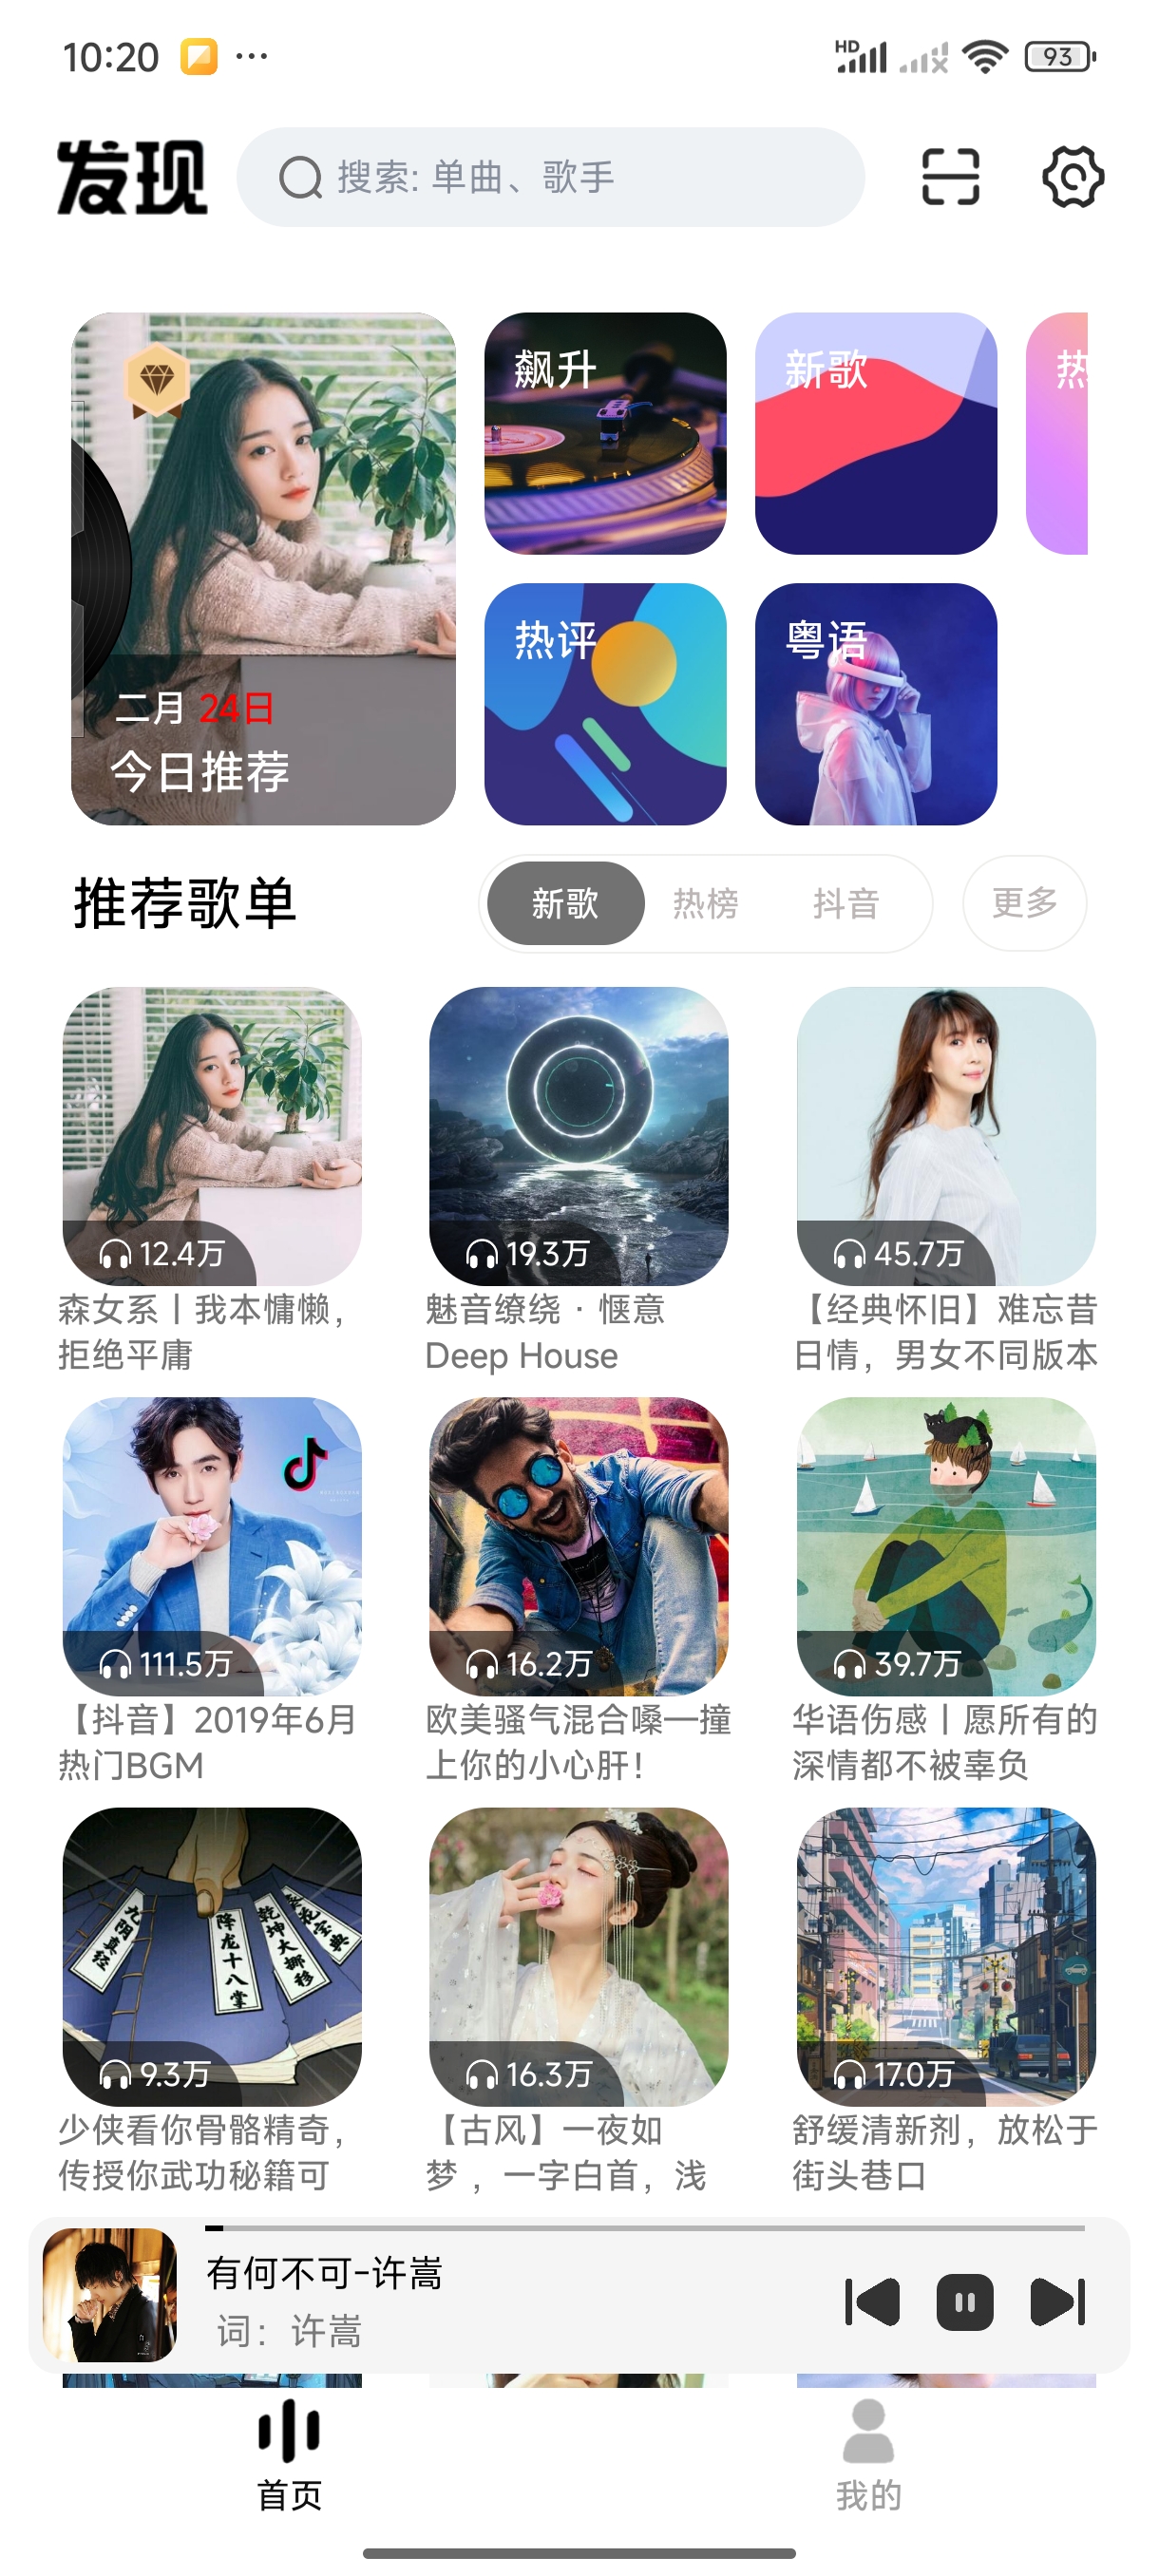 10:20
HD
93
发现
搜索: 单曲、歌手
飙升
新歌
热
二月 24日
今日推荐
热评
粤语
推荐歌单
新歌
热榜
抖音
更多
12.4万
19.3万
45.7万
森女系丨我本慵懒，
拒绝平庸
魅音缭绕 · 惬意
Deep House
【经典怀旧】难忘昔
日情，男女不同版本
111.5万
16.2万
39.7万
【抖音】2019年6月
热门BGM
欧美骚气混合嗓—撞
上你的小心肝！
华语伤感丨愿所有的
深情都不被辜负
九阴真经
降龙十八掌
乾坤大挪移
葵花宝典
9.3万
16.3万
17.0万
少侠看你骨骼精奇，
传授你武功秘籍可
【古风】一夜如
梦 ，一字白首，浅
舒缓清新剂，放松于
街头巷口
有何不可-许嵩
词：许嵩
首页
我的